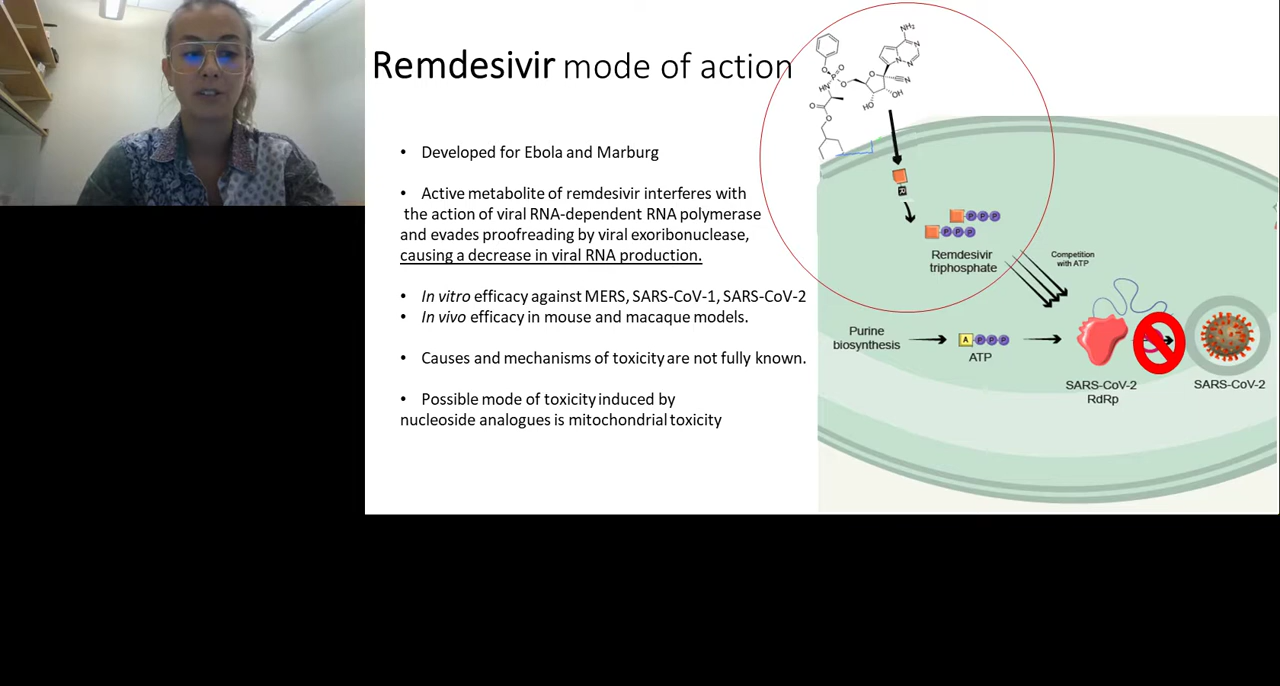 Remdesivir mode of action
• Developed for Ebola and Marburg
• Active metabolite of remdesivir interferes with
the action of viral RNA-dependent RNA polymerase
and evades proofreading by viral exoribonuclease,
causing a decrease in viral RNA production.
• In vitro efficacy against MERS, SARS-CoV-1, SARS-CoV-2
• In vivo efficacy in mouse and macaque models.
• Causes and mechanisms of toxicity are not fully known.
• Possible mode of toxicity induced by
nucleoside analogues is mitochondrial toxicity
NH₂
N
N
N
O
P
O
O
O
N
HN
HO
OH
O
O
R
P P P
P P P
Remdesivir
triphosphate
Competition
with ATP
Purine
biosynthesis
A P P P
ATP
SARS-CoV-2
RdRp
SARS-CoV-2